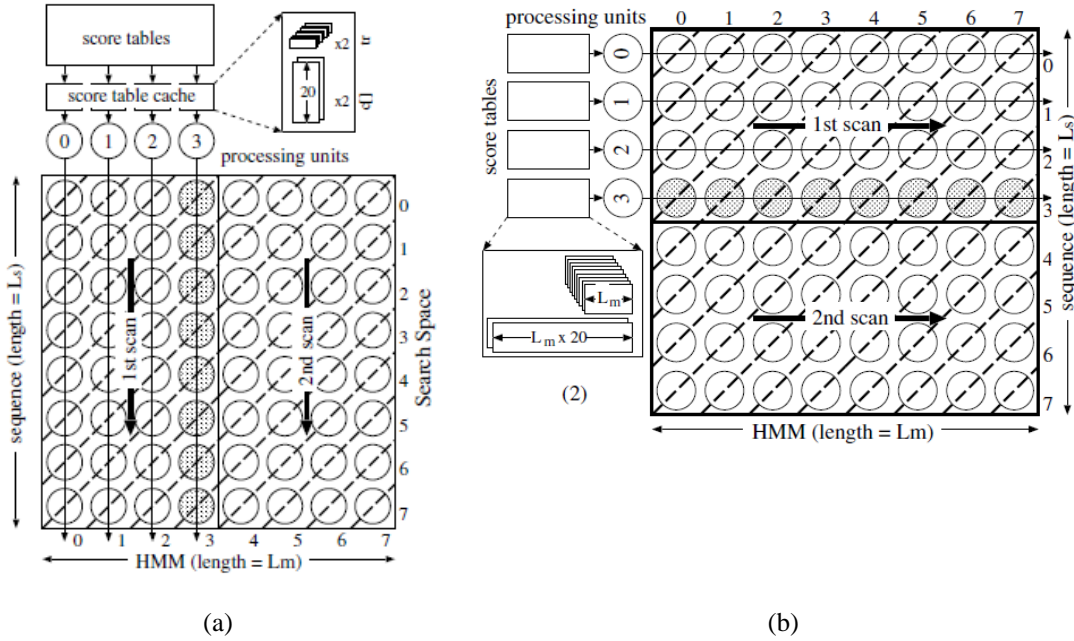 score tables
score table cache
x2
tr
20
x2
q[]
0 1 2 3
processing units
sequence (length = Ls)
1st scan
2nd scan
Search Space
0
1
2
3
4
5
6
7
0 1 2 3 4 5 6 7
HMM (length = Lm)
(a)
processing units
0 1 2 3 4 5 6 7
score tables
0
1
2
3
1st scan
2nd scan
0
1
2
3
4
5
6
7
sequence (length = Ls)
L m
L m x 20
(2)
HMM (length = Lm)
(b)